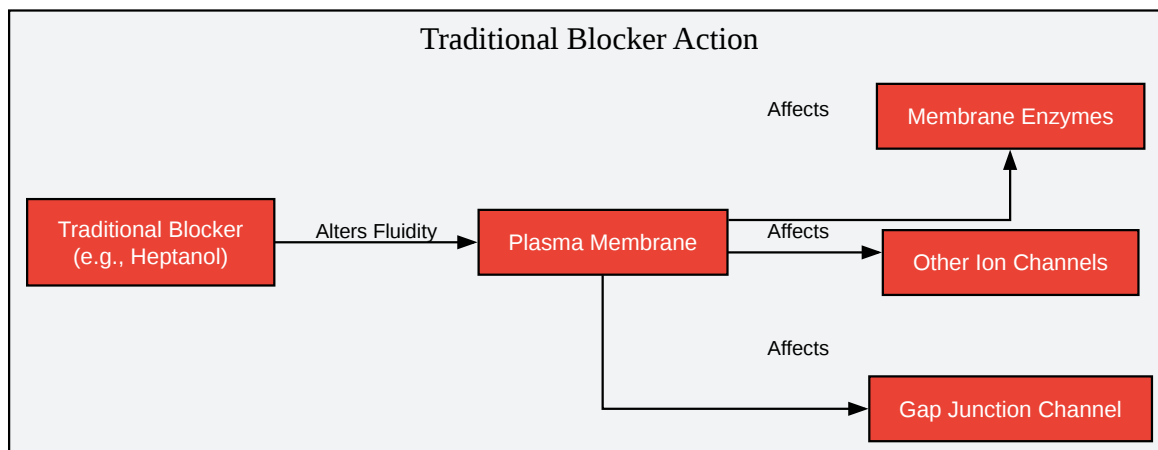 Traditional Blocker Action
Affects
Membrane Enzymes
Traditional Blocker
(e.g., Heptanol)
Alters Fluidity
Plasma Membrane
Affects
Other Ion Channels
Affects
Gap Junction Channel